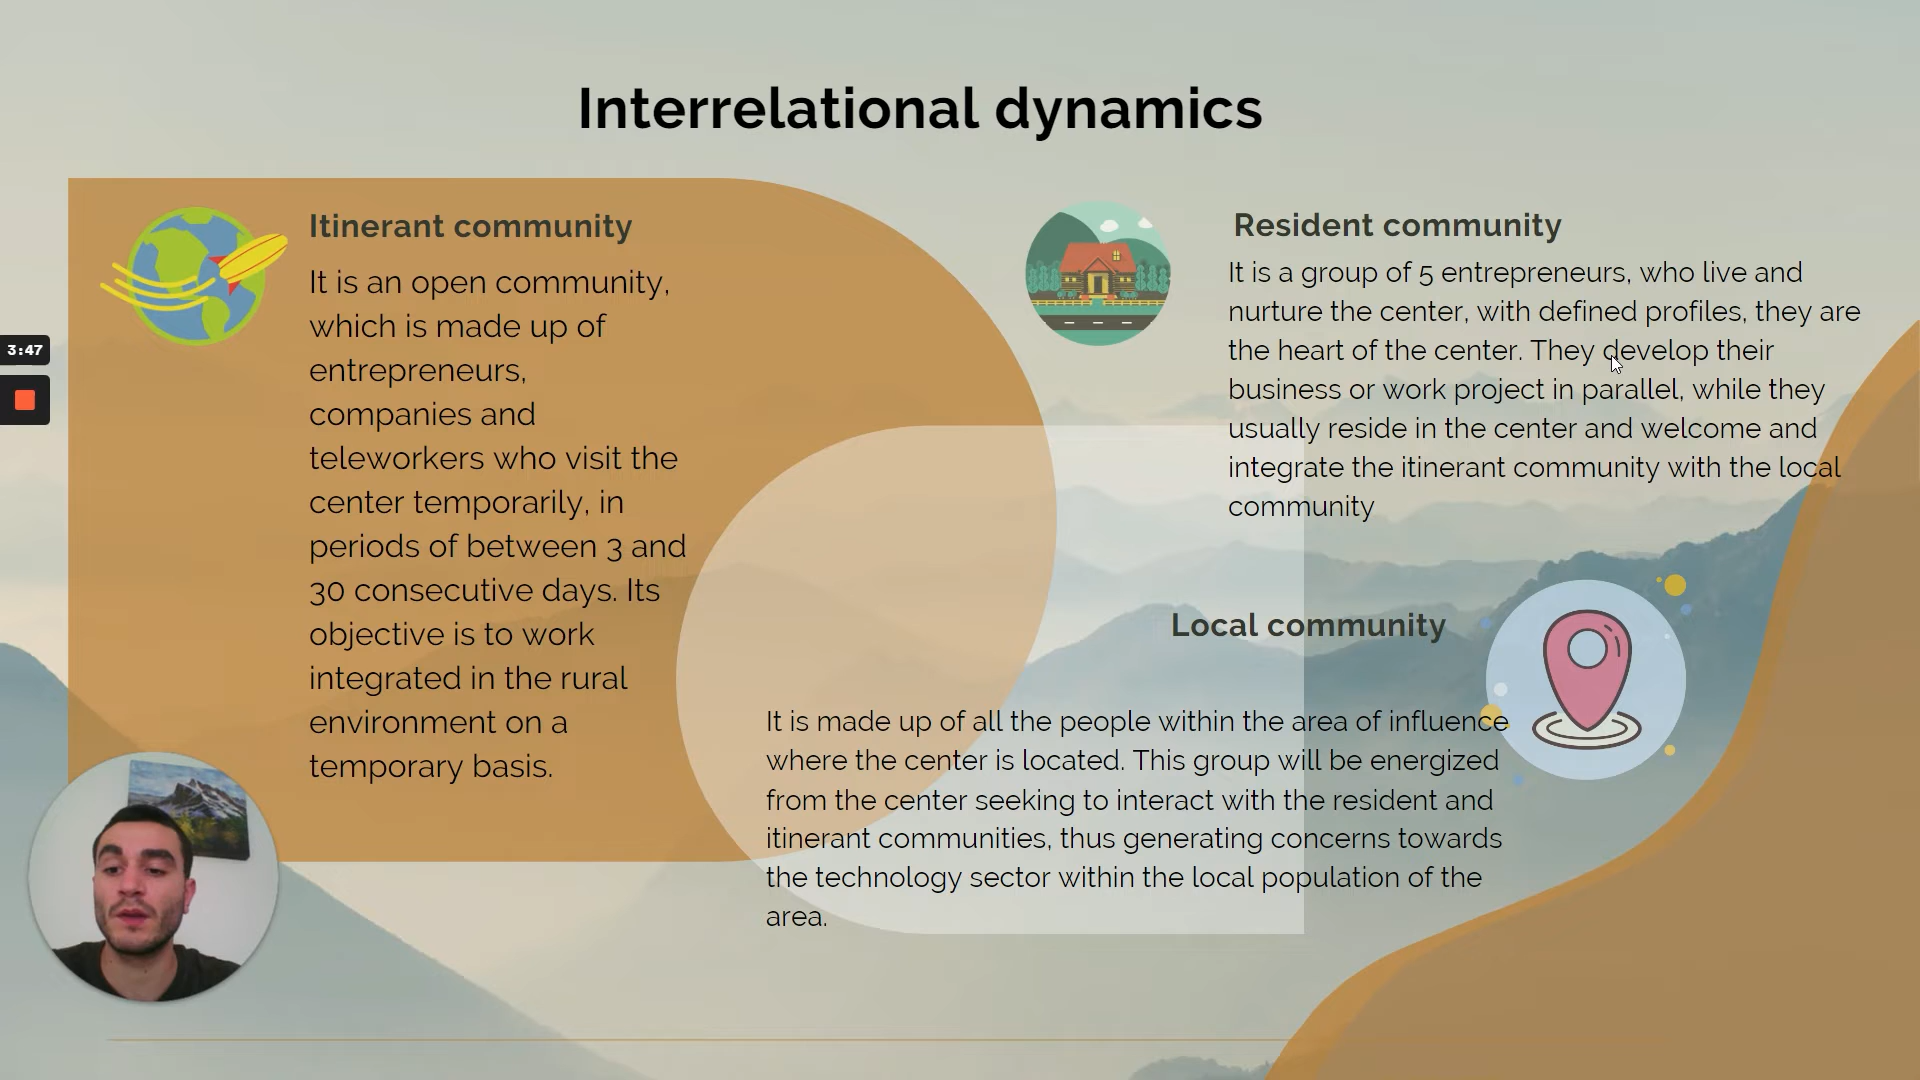 Interrelational dynamics
Itinerant community
It is an open community,
which is made up of
entrepreneurs,
companies and
teleworkers who visit the
center temporarily, in
periods of between 3 and
30 consecutive days. Its
objective is to work
integrated in the rural
environment on a
temporary basis.
Resident community
It is a group of 5 entrepreneurs, who live and
nurture the center, with defined profiles, they are
the heart of the center. They develop their
business or work project in parallel, while they
usually reside in the center and welcome and
integrate the itinerant community with the local
community
Local community
It is made up of all the people within the area of influence
where the center is located. This group will be energized
from the center seeking to interact with the resident and
itinerant communities, thus generating concerns towards
the technology sector within the local population of the
area.
3:47